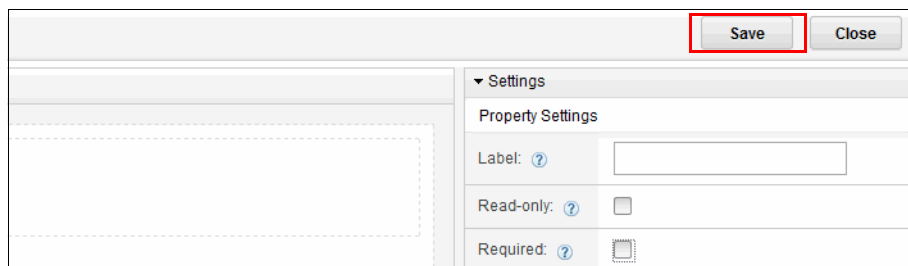 Save Close
Settings
Property Settings
Label: ?
Read-only: ?
Required: ?